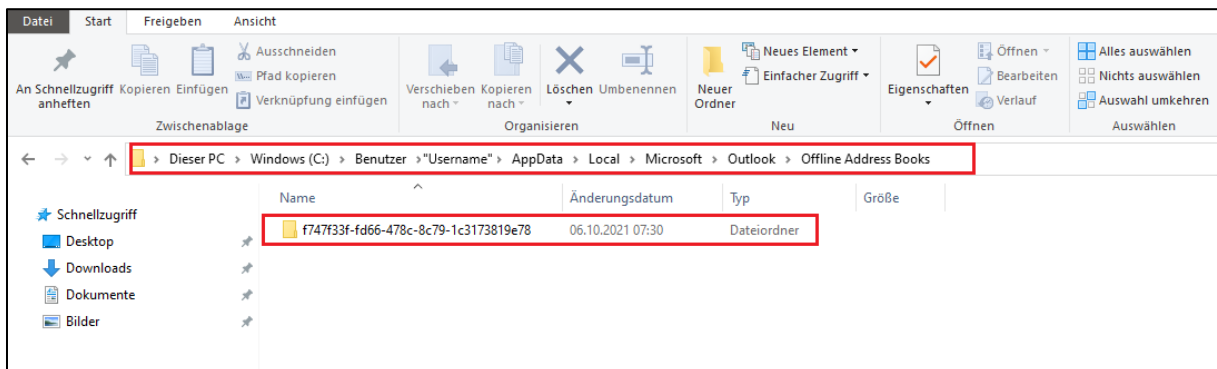 Datei Start Freigeben Ansicht
An Schnellzugriff anheften
Kopieren
Einfügen
Ausschneiden
Pfad kopieren
Verknüpfung einfügen
Zwischenablage
Verschieben nach
Kopieren nach
Löschen
Umbenennen
Organisieren
Neuer Ordner
Neues Element
Einfacher Zugriff
Neu
Eigenschaften
Öffnen
Bearbeiten
Verlauf
Öffnen
Alles auswählen
Nichts auswählen
Auswahl umkehren
Auswählen
Dieser PC > Windows (C:) > Benutzer >"Username" > AppData > Local > Microsoft > Outlook > Offline Address Books
Name Änderungsdatum Typ Größe
Schnellzugriff
Desktop
Downloads
Dokumente
Bilder
f747f33f-fd66-478c-8c79-1c3173819e78 06.10.2021 07:30 Dateiordner